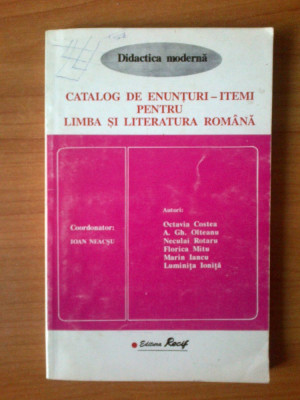 Didactica modernă
CATALOG DE ENUNȚURI – ITEMI
PENTRU
LIMBA ȘI LITERATURA ROMÂNĂ
Coordonator:
IOAN NEACȘU
Autori:
Octavia Costea
A. Gh. Olteanu
Neculai Rotaru
Florica Mitu
Marin Iancu
Luminița Ioniță
Editura Recif